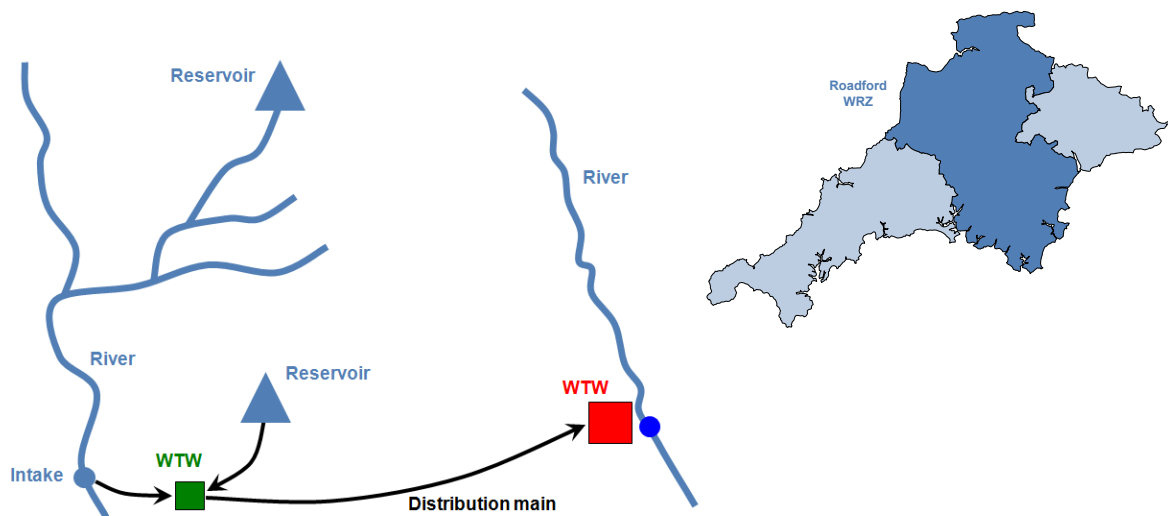 Reservoir
River
Roadford
WRZ
River
Reservoir
WTW
WTW
Intake
Distribution main